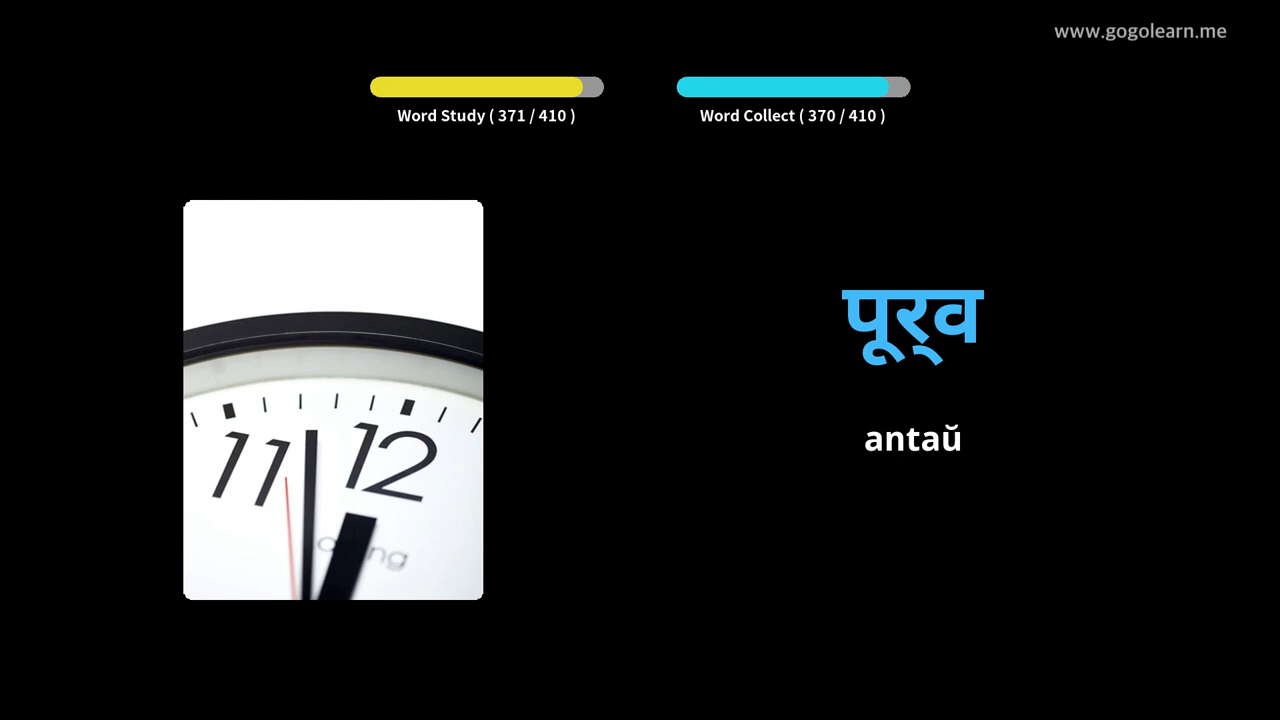 www.gogolearn.me
Word Study ( 371 / 410 )
Word Collect ( 370 / 410 )
11
12
पूर्‌व
antaŭ